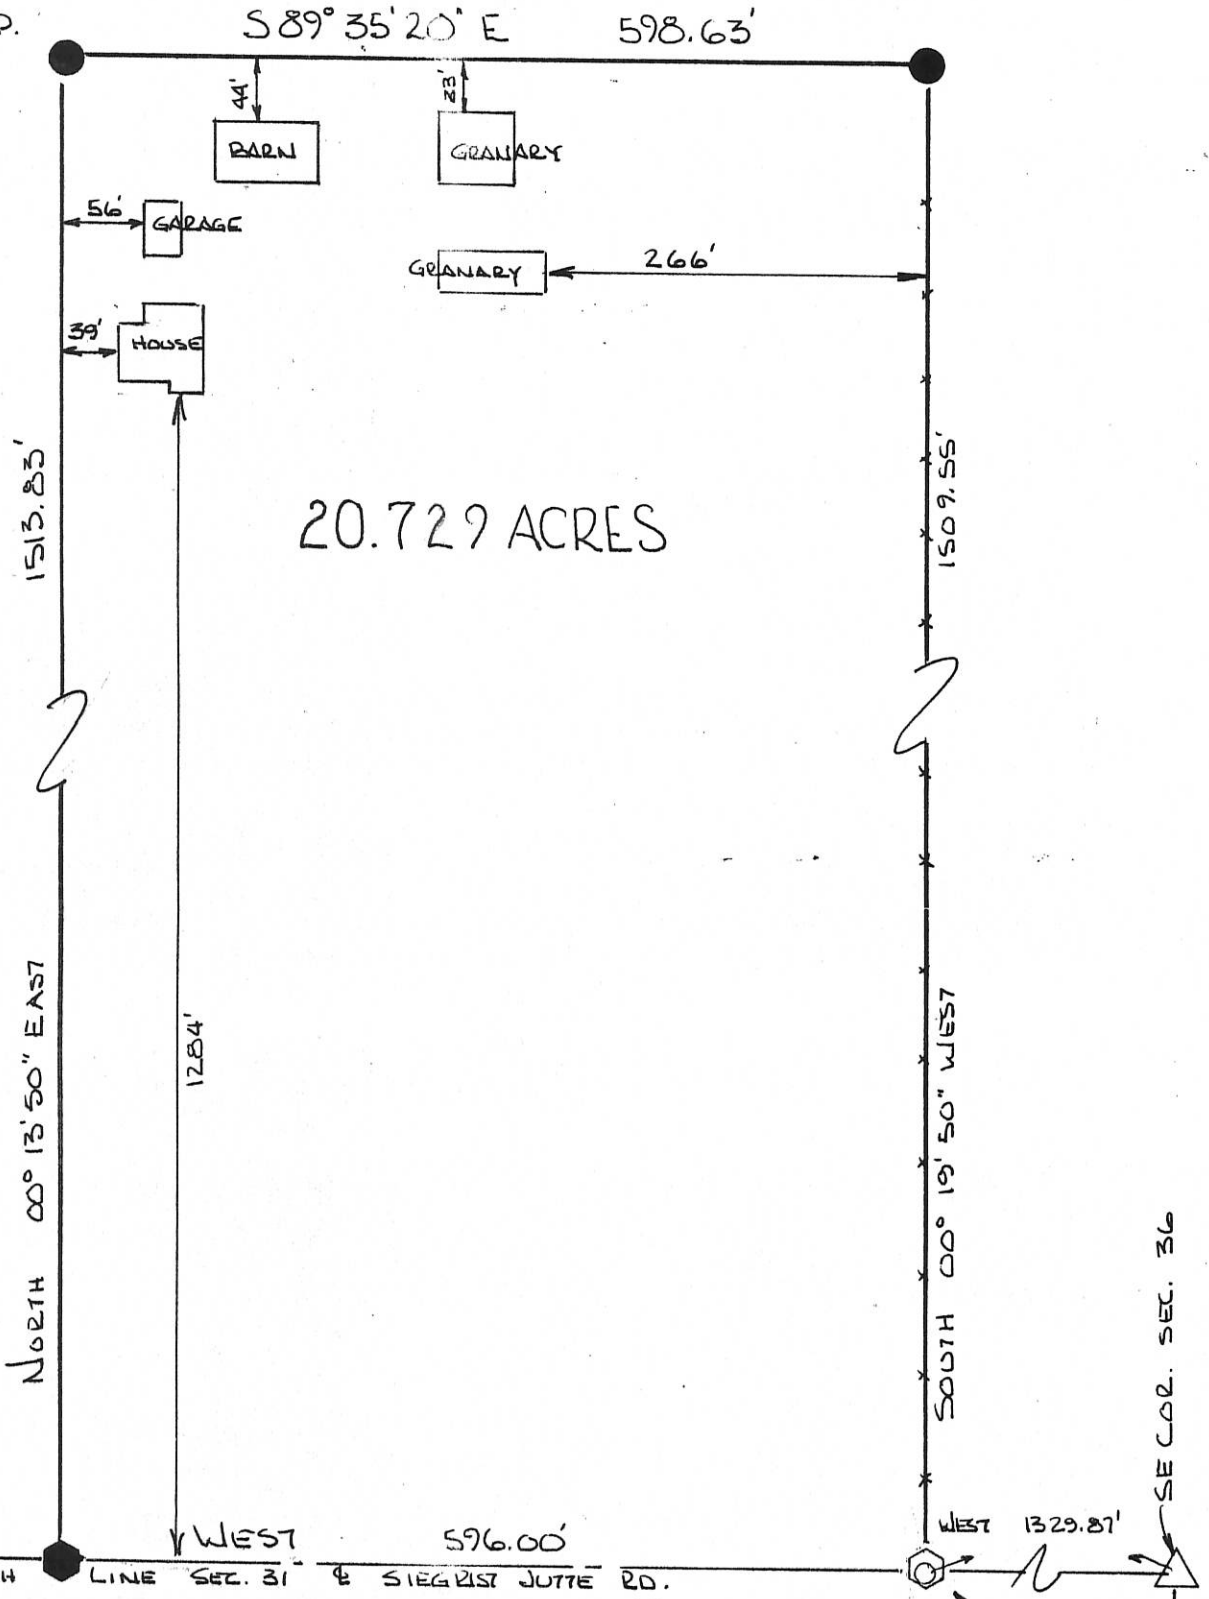 P.
S 89° 35' 20" E 598.63'
44'
33'
BARN
GRANARY
56'
GARAGE
GRANARY
266'
39'
HOUSE
1513.83'
1509.55'
20.729 ACRES
1284'
NORTH 00° 13' 50" EAST
SOUTH 00° 19' 50" WEST
SE COR. SEC. 36
WEST 596.00'
WEST 1329.87'
H LINE SEC. 31 ℄ SIEGRIST JUTTE RD.